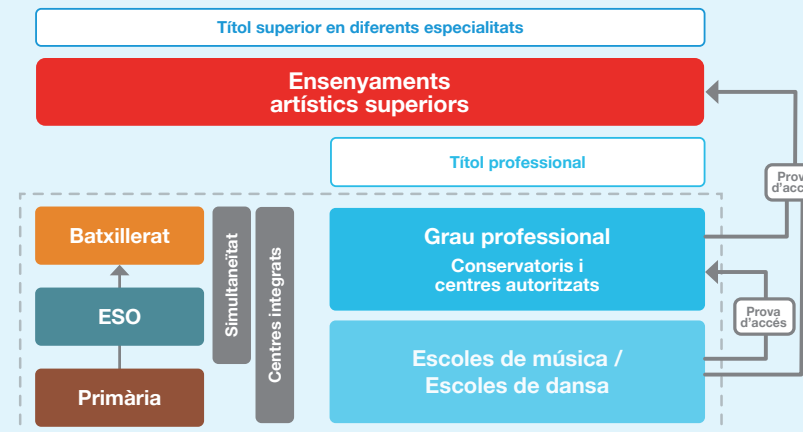 Títol superior en diferents especialitats
Ensenyaments
artístics superiors
Títol professional
Prova
Batxillerat
ESO
Primària
Simultaneïtat
Centres integrats
Grau professional
Conservatoris i
centres autoritzats
Prova
d'accés
Escoles de música /
Escoles de dansa